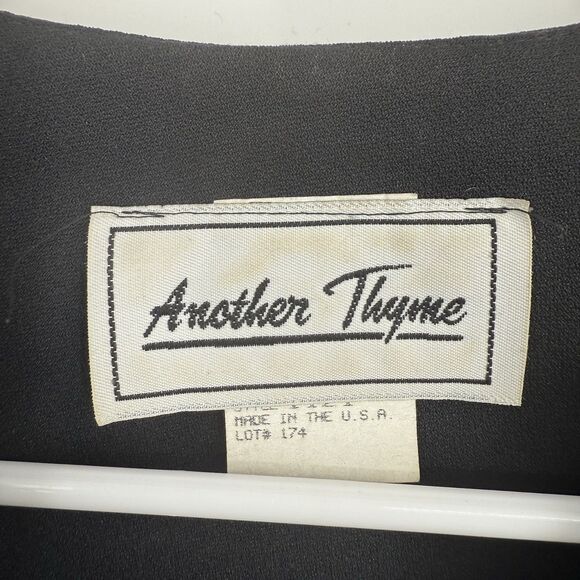 Another Thyme
MADE IN THE U.S.A.
LOT# 174